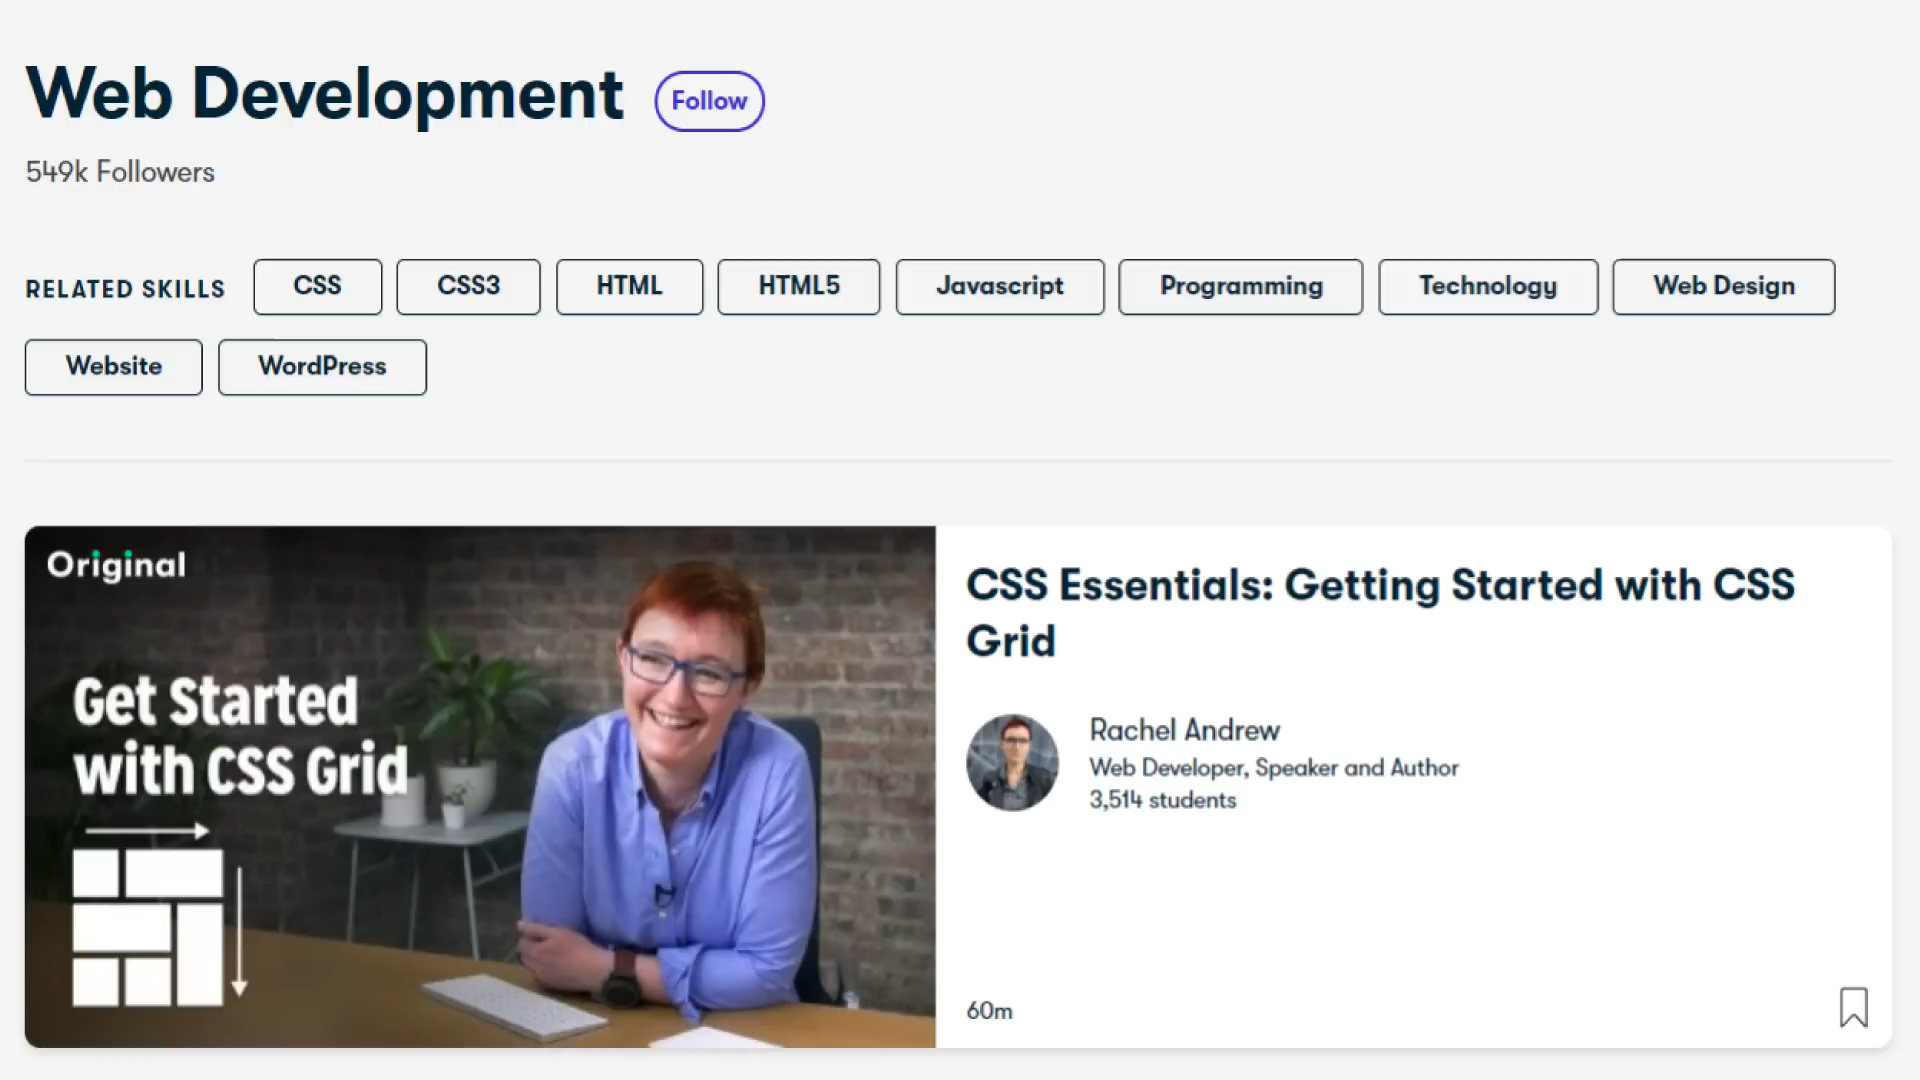 Web Development Follow
549k Followers
RELATED SKILLS CSS CSS3 HTML HTML5 Javascript Programming Technology Web Design
Website WordPress
Original
Get Started
with CSS Grid
CSS Essentials: Getting Started with CSS
Grid
Rachel Andrew
Web Developer, Speaker and Author
3,514 students
60m